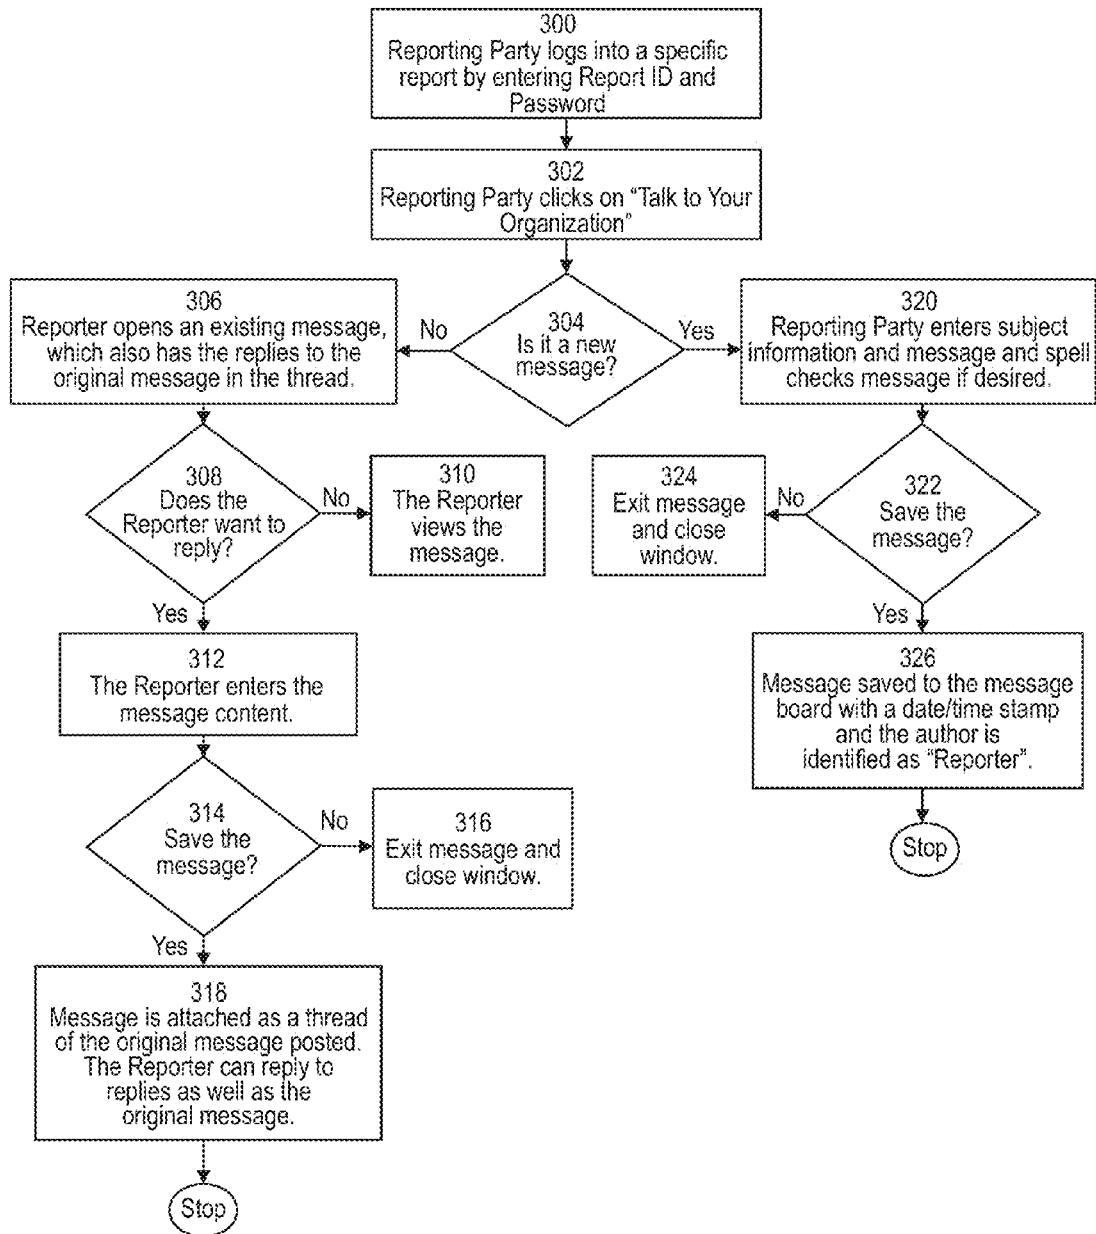 300
Reporting Party logs into a specific
report by entering Report ID and
Password
302
Reporting Party clicks on “Talk to Your
Organization”
304
Is it a new
message?
No
Yes
306
Reporter opens an existing message,
which also has the replies to the
original message in the thread.
320
Reporting Party enters subject
information and message and spell
checks message if desired.
308
Does the
Reporter want to
reply?
No
Yes
310
The Reporter
views the
message.
324
Exit message
and close
window.
No
322
Save the
message?
Yes
312
The Reporter enters the
message content.
326
Message saved to the message
board with a date/time stamp
and the author is
identified as “Reporter”.
314
Save the
message?
No
Yes
316
Exit message and
close window.
Stop
318
Message is attached as a thread
of the original message posted.
The Reporter can reply to
replies as well as the
original message.
Stop